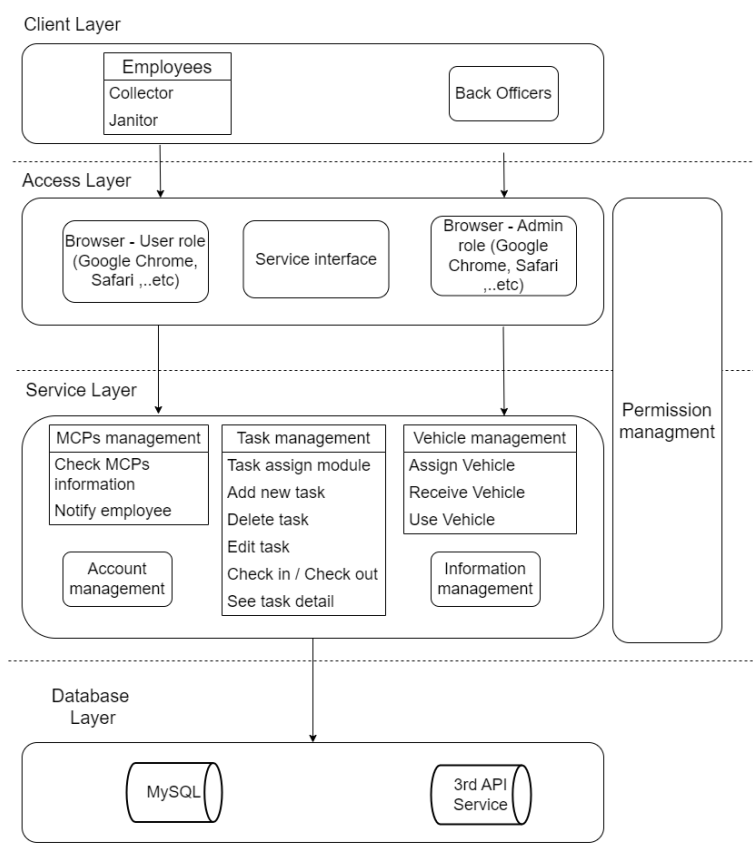 Client Layer
Employees
Collector
Janitor
Back Officers
Access Layer
Browser - User role
(Google Chrome,
Safari ,..etc)
Service interface
Browser - Admin
role (Google
Chrome, Safari
,..etc)
Service Layer
Permission
managment
MCPs management
Check MCPs
information
Notify employee
Task management
Task assign module
Add new task
Delete task
Edit task
Check in / Check out
See task detail
Vehicle management
Assign Vehicle
Receive Vehicle
Use Vehicle
Account
management
Information
management
Database
Layer
MySQL
3rd API
Service